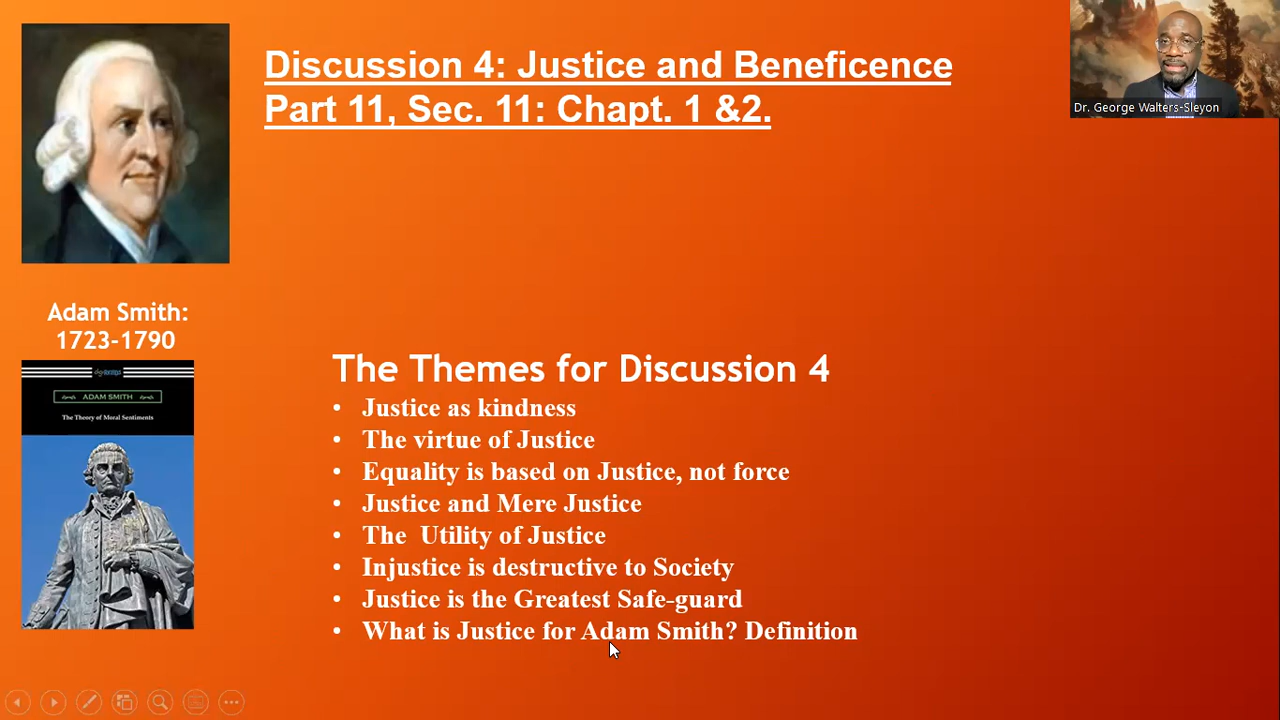 Discussion 4: Justice and Beneficence
Part 11, Sec. 11: Chapt. 1 &2.
Dr. George Walters-Sleyon
Adam Smith:
1723-1790
ADAM SMITH
The Theory of Moral Sentiments
The Themes for Discussion 4
• Justice as kindness
• The virtue of Justice
• Equality is based on Justice, not force
• Justice and Mere Justice
• The  Utility of Justice
• Injustice is destructive to Society
• Justice is the Greatest Safe-guard
• What is Justice for Adam Smith? Definition